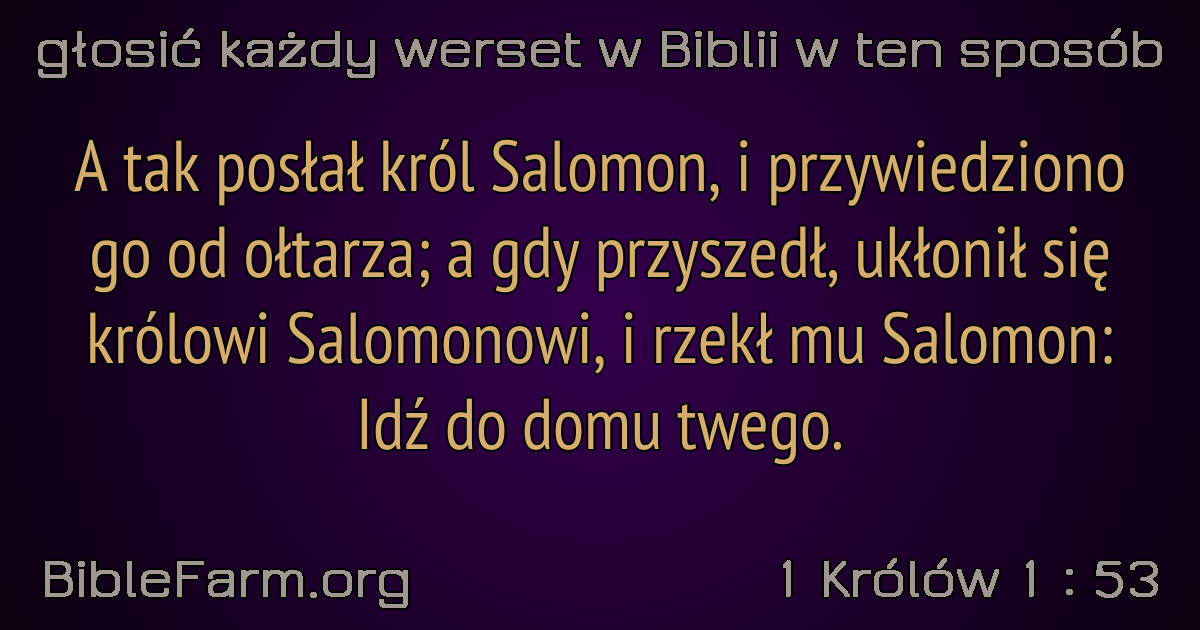 głosić każdy werset w Biblii w ten sposób
A tak posłał król Salomon, i przywiedziono
go od ołtarza; a gdy przyszedł, ukłonił się
królowi Salomonowi, i rzekł mu Salomon:
Idź do domu twego.
BibleFarm.org
1 Królów 1 : 53